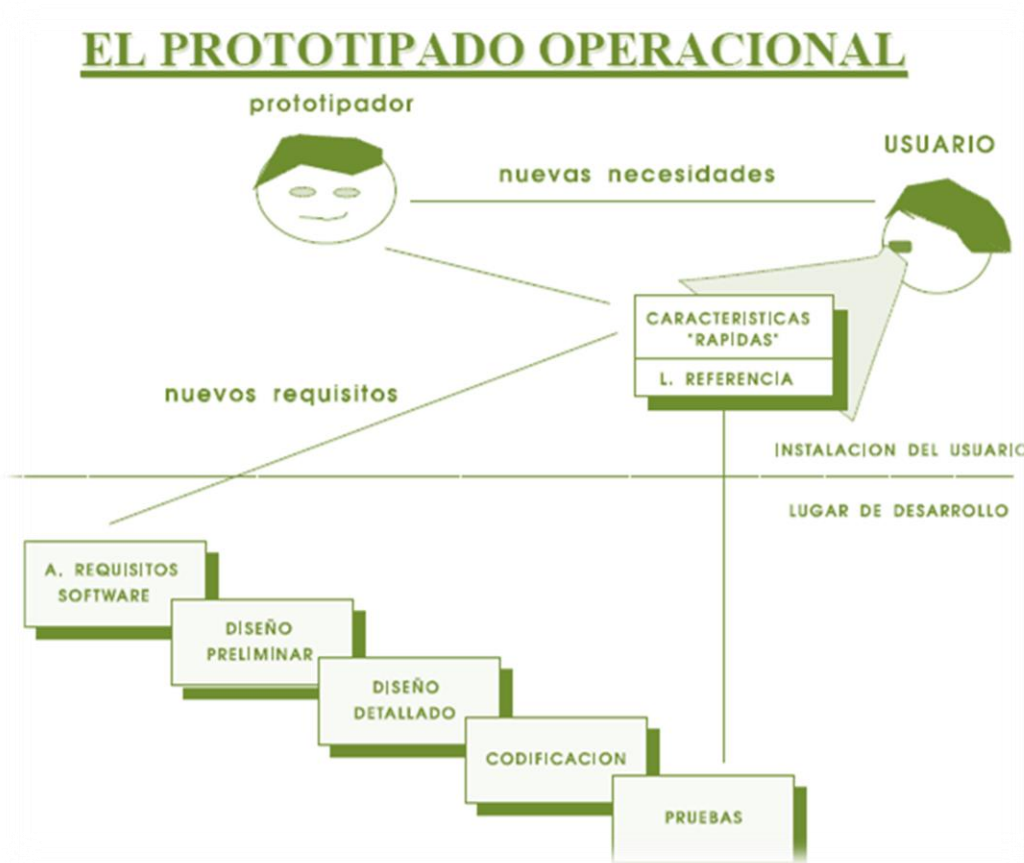 EL PROTOTIPADO OPERACIONAL
prototipador
USUARIO
nuevas necesidades
CARACTERISTICAS
"RAPIDAS"
L. REFERENCIA
nuevos requisitos
INSTALACION DEL USUARIO
LUGAR DE DESARROLLO
A. REQUISITOS
SOFTWARE
DISEÑO
PRELIMINAR
DISEÑO
DETALLADO
CODIFICACION
PRUEBAS